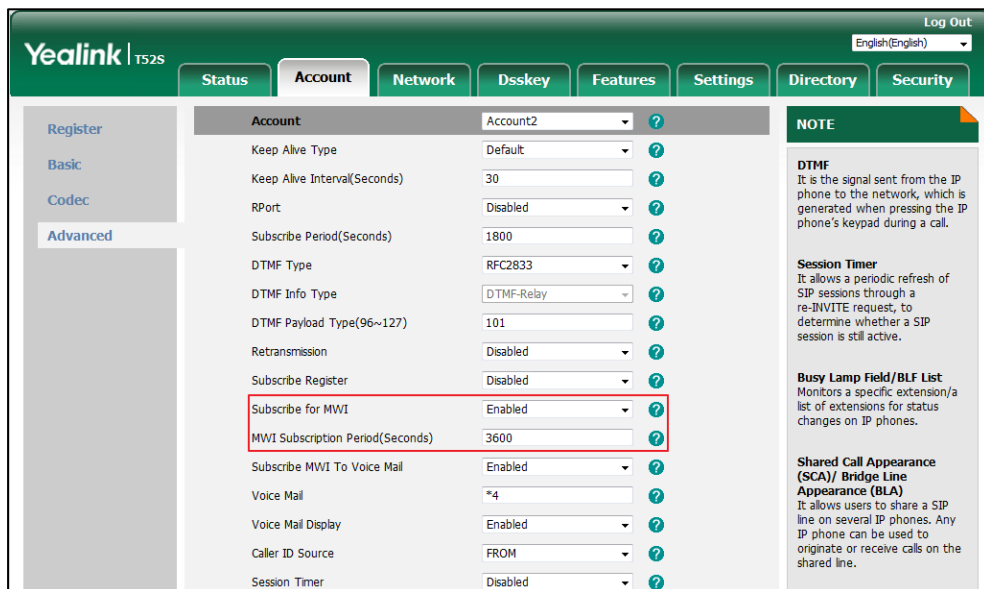 Log Out
Yealink T52S
English(English)
Status Account Network Dsskey Features Settings Directory Security
Register
Basic
Codec
Advanced
Account Account2
Keep Alive Type Default
Keep Alive Interval(Seconds) 30
RPort Disabled
Subscribe Period(Seconds) 1800
DTMF Type RFC2833
DTMF Info Type DTMF-Relay
DTMF Payload Type(96~127) 101
Retransmission Disabled
Subscribe Register Disabled
Subscribe for MWI Enabled
MWI Subscription Period(Seconds) 3600
Subscribe MWI To Voice Mail Enabled
Voice Mail *4
Voice Mail Display Enabled
Caller ID Source FROM
Session Timer Disabled
NOTE
DTMF
It is the signal sent from the IP
phone to the network, which is
generated when pressing the IP
phone's keypad during a call.
Session Timer
It allows a periodic refresh of
SIP sessions through a
re-INVITE request, to
determine whether a SIP
session is still active.
Busy Lamp Field/BLF List
Monitors a specific extension/a
list of extensions for status
changes on IP phones.
Shared Call Appearance
(SCA)/ Bridge Line
Appearance (BLA)
It allows users to share a SIP
line on several IP phones. Any
IP phone can be used to
originate or receive calls on the
shared line.